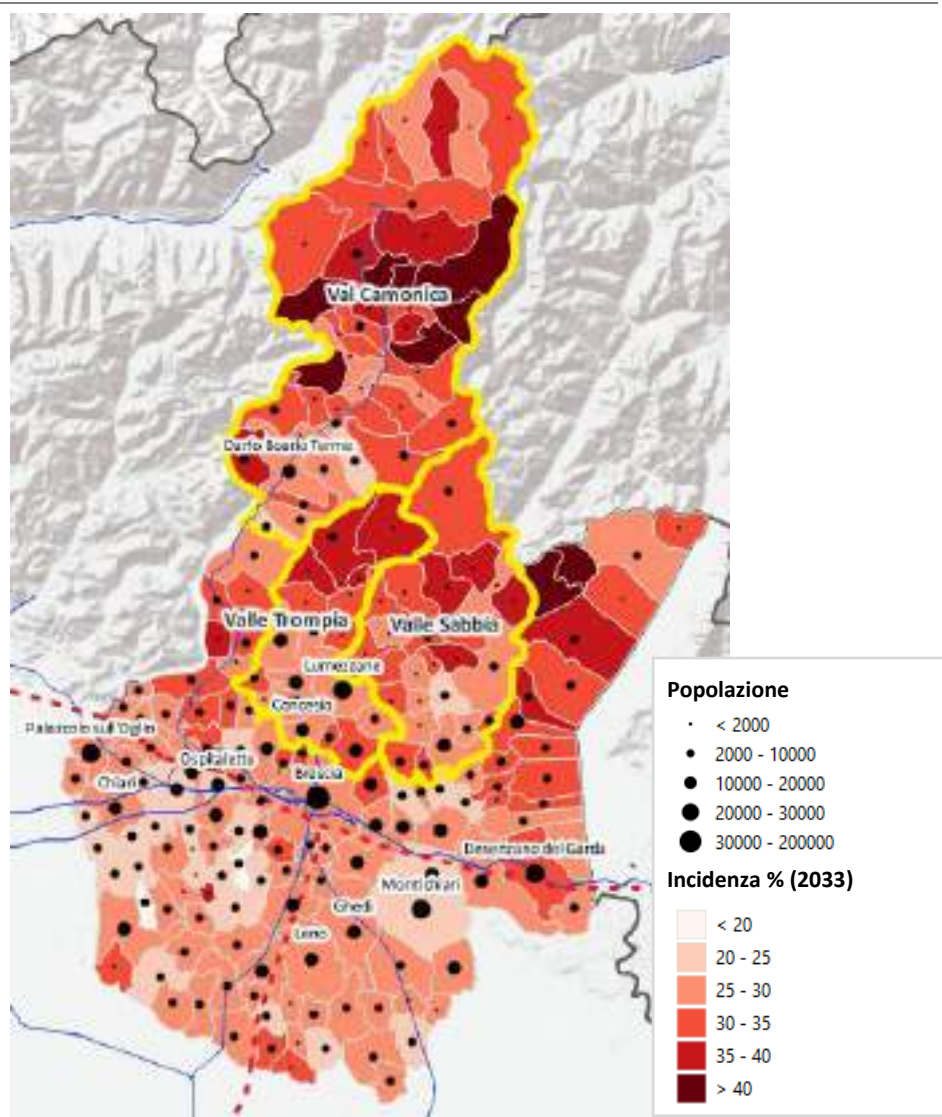 Val Camonica
Darfo Boario Terme
Valle Trompia
Valle Sabbia
Lumezzane
Concesio
Palazzolo sull'Oglio
Ospitaletto
Chiari
Brescia
Desenzano del Garda
Montichiari
Ghedi
Leno
Popolazione
< 2000
2000 - 10000
10000 - 20000
20000 - 30000
30000 - 200000
Incidenza % (2033)
< 20
20 - 25
25 - 30
30 - 35
35 - 40
> 40